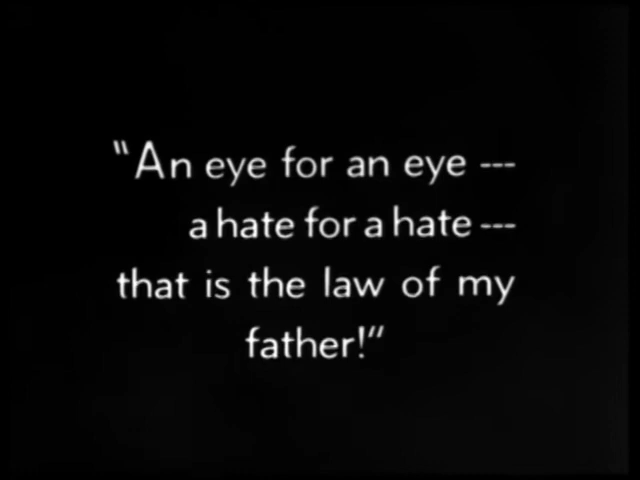 "An eye for an eye ---
a hate for a hate ---
that is the law of my
father!"